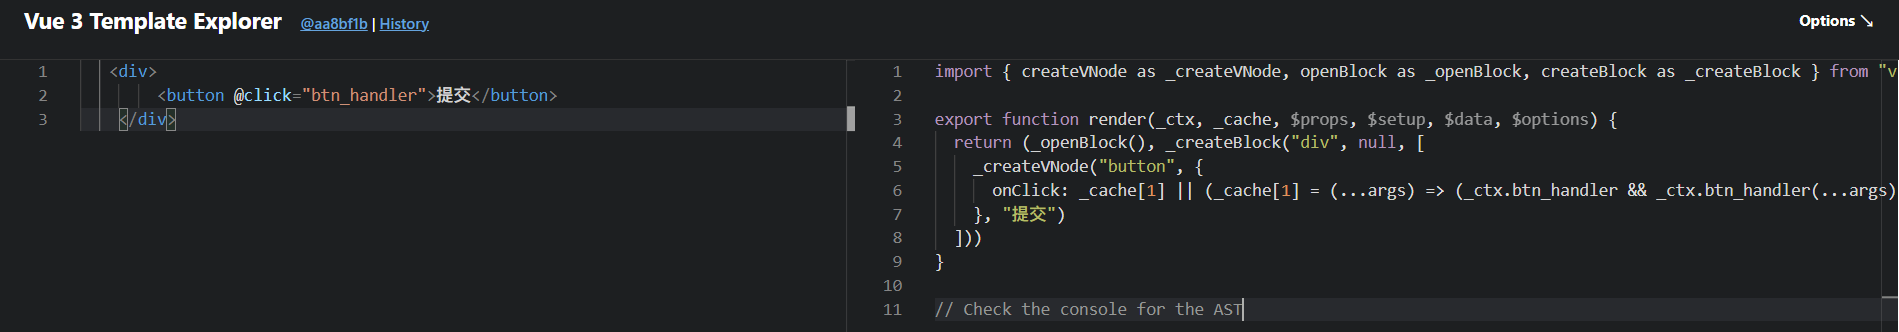 Vue 3 Template Explorer @aa8bf1b | History
Options ↘
1 <div>
2 <button @click="btn_handler">提交</button>
3 </div>
1 import { createVNode as _createVNode, openBlock as _openBlock, createBlock as _createBlock } from "v
2
3 export function render(_ctx, _cache, $props, $setup, $data, $options) {
4 return (_openBlock(), _createBlock("div", null, [
5 _createVNode("button", {
6 onClick: _cache[1] || (_cache[1] = (...args) => (_ctx.btn_handler && _ctx.btn_handler(...args)
7 }, "提交")
8 ]))
9 }
10
11 // Check the console for the AST